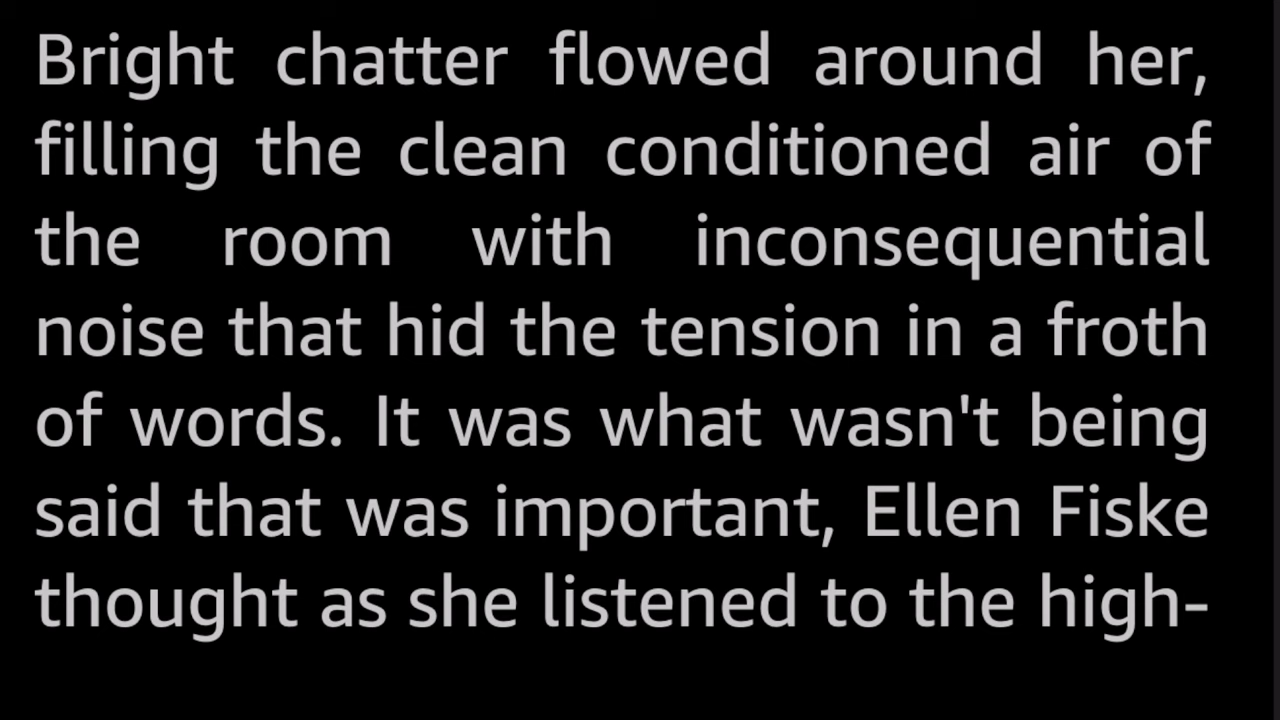 Bright chatter flowed around her,
filling the clean conditioned air of
the room with inconsequential
noise that hid the tension in a froth
of words. It was what wasn't being
said that was important, Ellen Fiske
thought as she listened to the high-